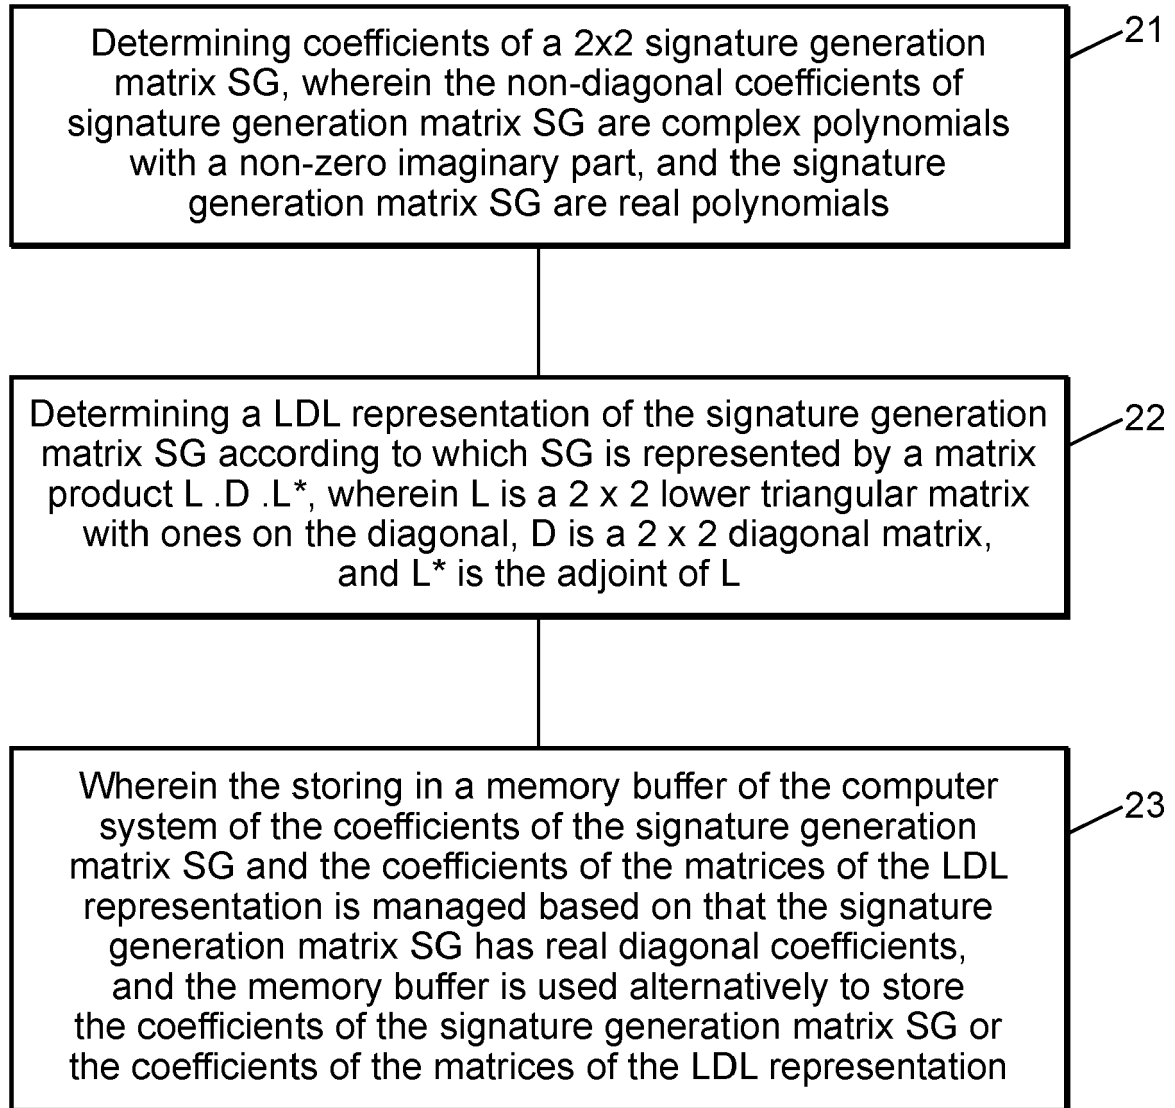 Determining coefficients of a 2x2 signature generation
matrix SG, wherein the non-diagonal coefficients of
signature generation matrix SG are complex polynomials
with a non-zero imaginary part, and the signature
generation matrix SG are real polynomials
21
Determining a LDL representation of the signature generation
matrix SG according to which SG is represented by a matrix
product L .D .L*, wherein L is a 2 x 2 lower triangular matrix
with ones on the diagonal, D is a 2 x 2 diagonal matrix,
and L* is the adjoint of L
22
Wherein the storing in a memory buffer of the computer
system of the coefficients of the signature generation
matrix SG and the coefficients of the matrices of the LDL
representation is managed based on that the signature
generation matrix SG has real diagonal coefficients,
and the memory buffer is used alternatively to store
the coefficients of the signature generation matrix SG or
the coefficients of the matrices of the LDL representation
23